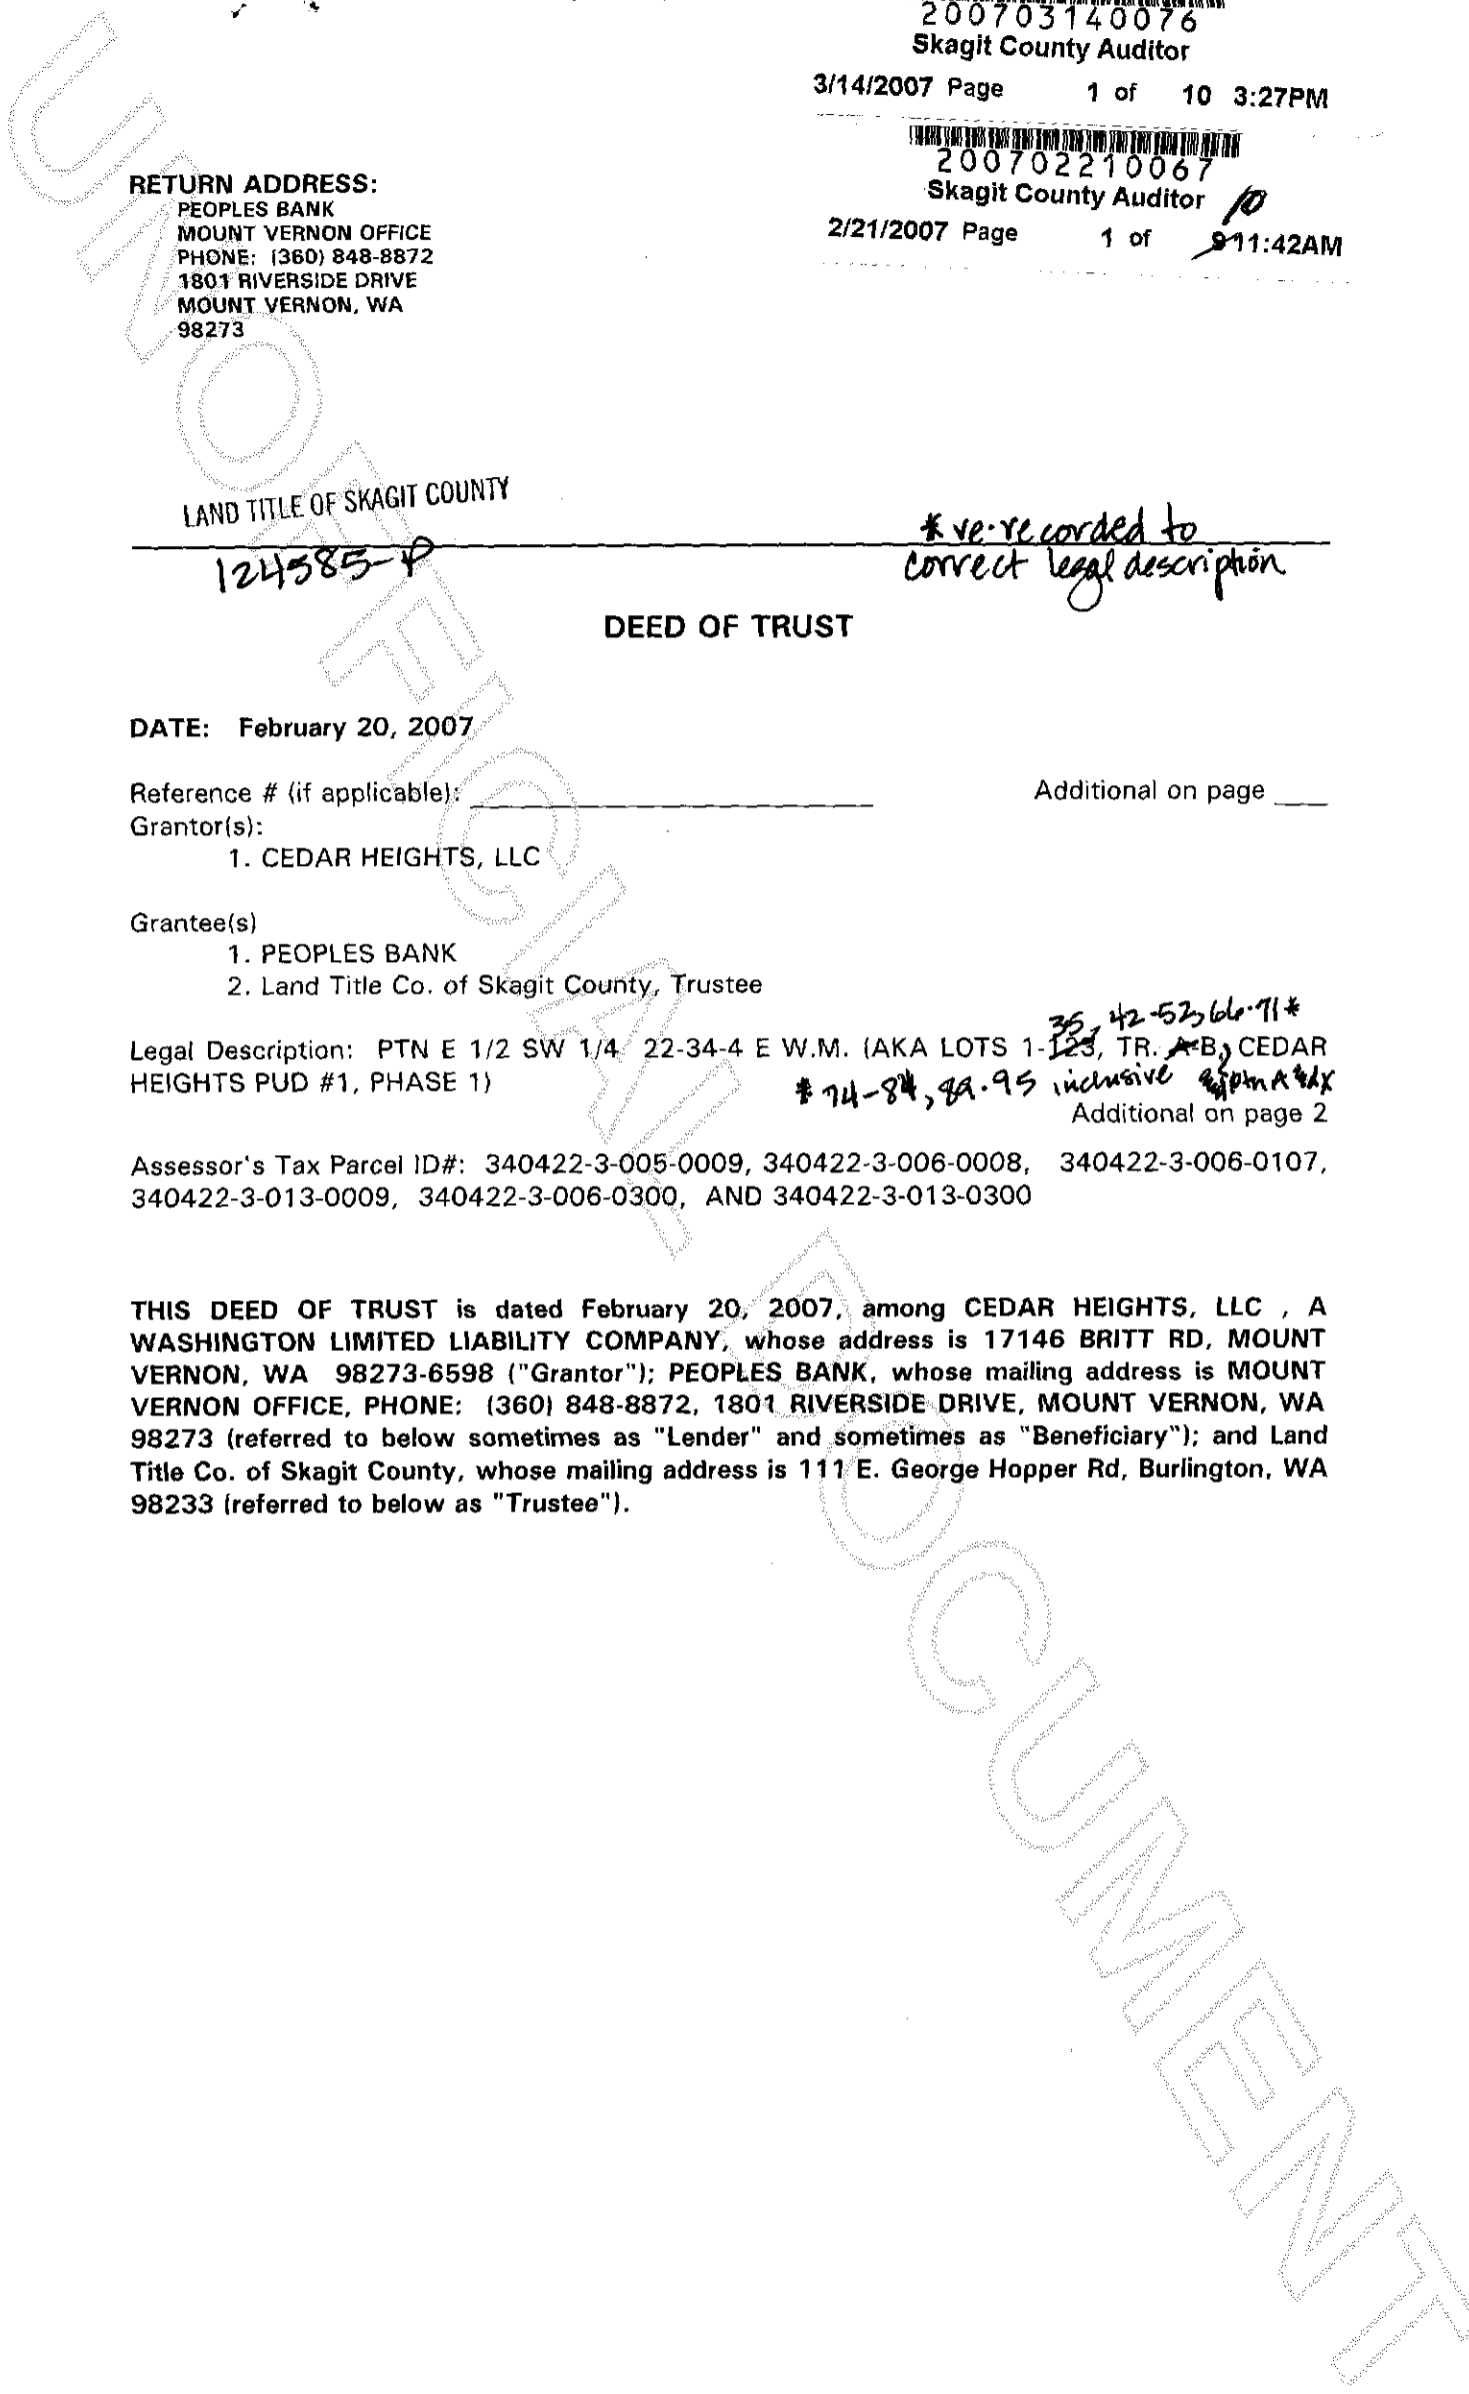 200703140076
Skagit County Auditor
3/14/2007 Page 1 of 10 3:27PM
200702210067
Skagit County Auditor 10
2/21/2007 Page 1 of 9 11:42AM
RETURN ADDRESS:
PEOPLES BANK
MOUNT VERNON OFFICE
PHONE: (360) 848-8872
1801 RIVERSIDE DRIVE
MOUNT VERNON, WA
98273
LAND TITLE OF SKAGIT COUNTY
124585-P
* re-recorded to
correct legal description
DEED OF TRUST
DATE: February 20, 2007
Reference # (if applicable): Additional on page
Grantor(s):
1. CEDAR HEIGHTS, LLC
Grantee(s)
1. PEOPLES BANK
2. Land Title Co. of Skagit County, Trustee
35, 42-52, 66-71*
Legal Description: PTN E 1/2 SW 1/4 22-34-4 E W.M. (AKA LOTS 1-123, TR. A-B, CEDAR
HEIGHTS PUD #1, PHASE 1)
* 74-84, 89-95 inclusive
Additional on page 2
Assessor's Tax Parcel ID#: 340422-3-005-0009, 340422-3-006-0008, 340422-3-006-0107,
340422-3-013-0009, 340422-3-006-0300, AND 340422-3-013-0300
THIS DEED OF TRUST is dated February 20, 2007, among CEDAR HEIGHTS, LLC , A
WASHINGTON LIMITED LIABILITY COMPANY, whose address is 17146 BRITT RD, MOUNT
VERNON, WA 98273-6598 ("Grantor"); PEOPLES BANK, whose mailing address is MOUNT
VERNON OFFICE, PHONE: (360) 848-8872, 1801 RIVERSIDE DRIVE, MOUNT VERNON, WA
98273 (referred to below sometimes as "Lender" and sometimes as "Beneficiary"); and Land
Title Co. of Skagit County, whose mailing address is 111 E. George Hopper Rd, Burlington, WA
98233 (referred to below as "Trustee").
UNOFFICIAL DOCUMENT